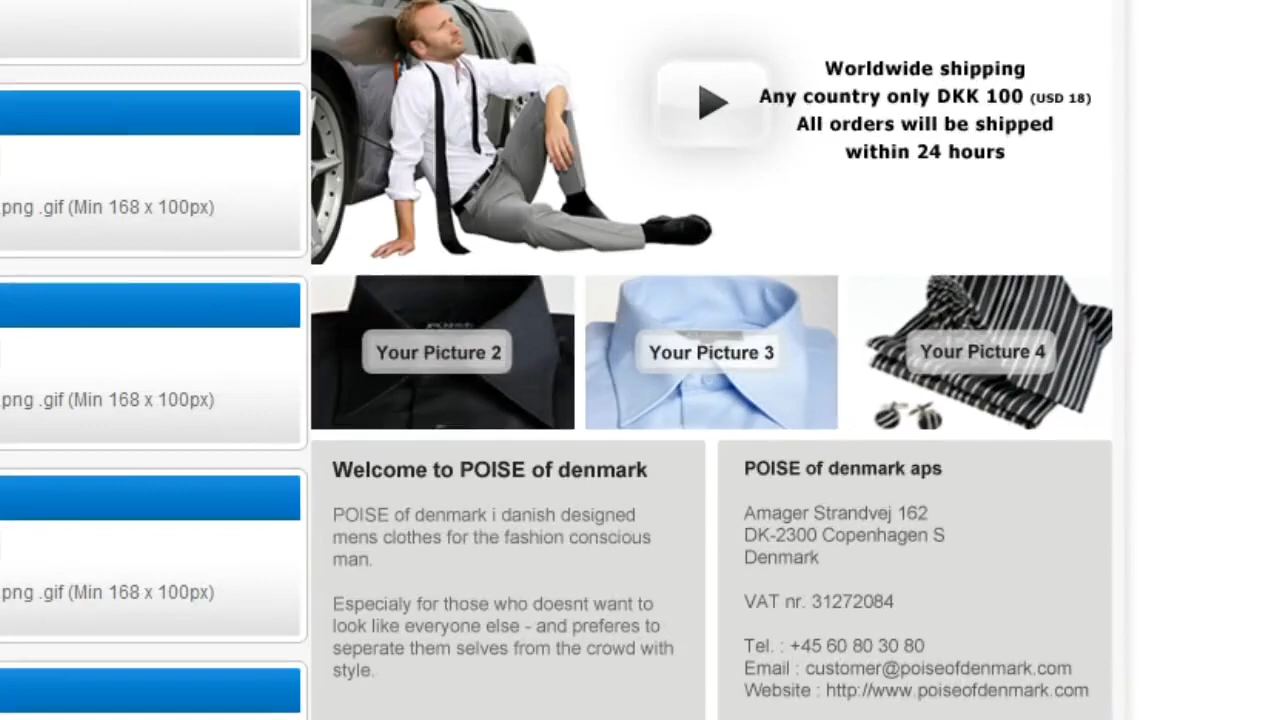 Worldwide shipping
Any country only DKK 100 (USD 18)
All orders will be shipped
within 24 hours
png .gif (Min 168 x 100px)
Your Picture 2
Your Picture 3
Your Picture 4
png .gif (Min 168 x 100px)
Welcome to POISE of denmark
POISE of denmark i danish designed
mens clothes for the fashion conscious
man.
Especialy for those who doesnt want to
look like everyone else - and preferes to
seperate them selves from the crowd with
style.
png .gif (Min 168 x 100px)
POISE of denmark aps
Amager Strandvej 162
DK-2300 Copenhagen S
Denmark
VAT nr. 31272084
Tel. : +45 60 80 30 80
Email : customer@poiseofdenmark.com
Website : http://www.poiseofdenmark.com